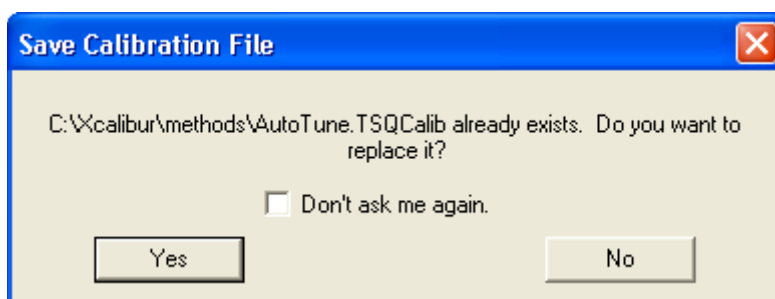 Save Calibration File
C:\Xcalibur\methods\AutoTune.TSQCalib already exists.  Do you want to
replace it?
Don't ask me again.
Yes
No